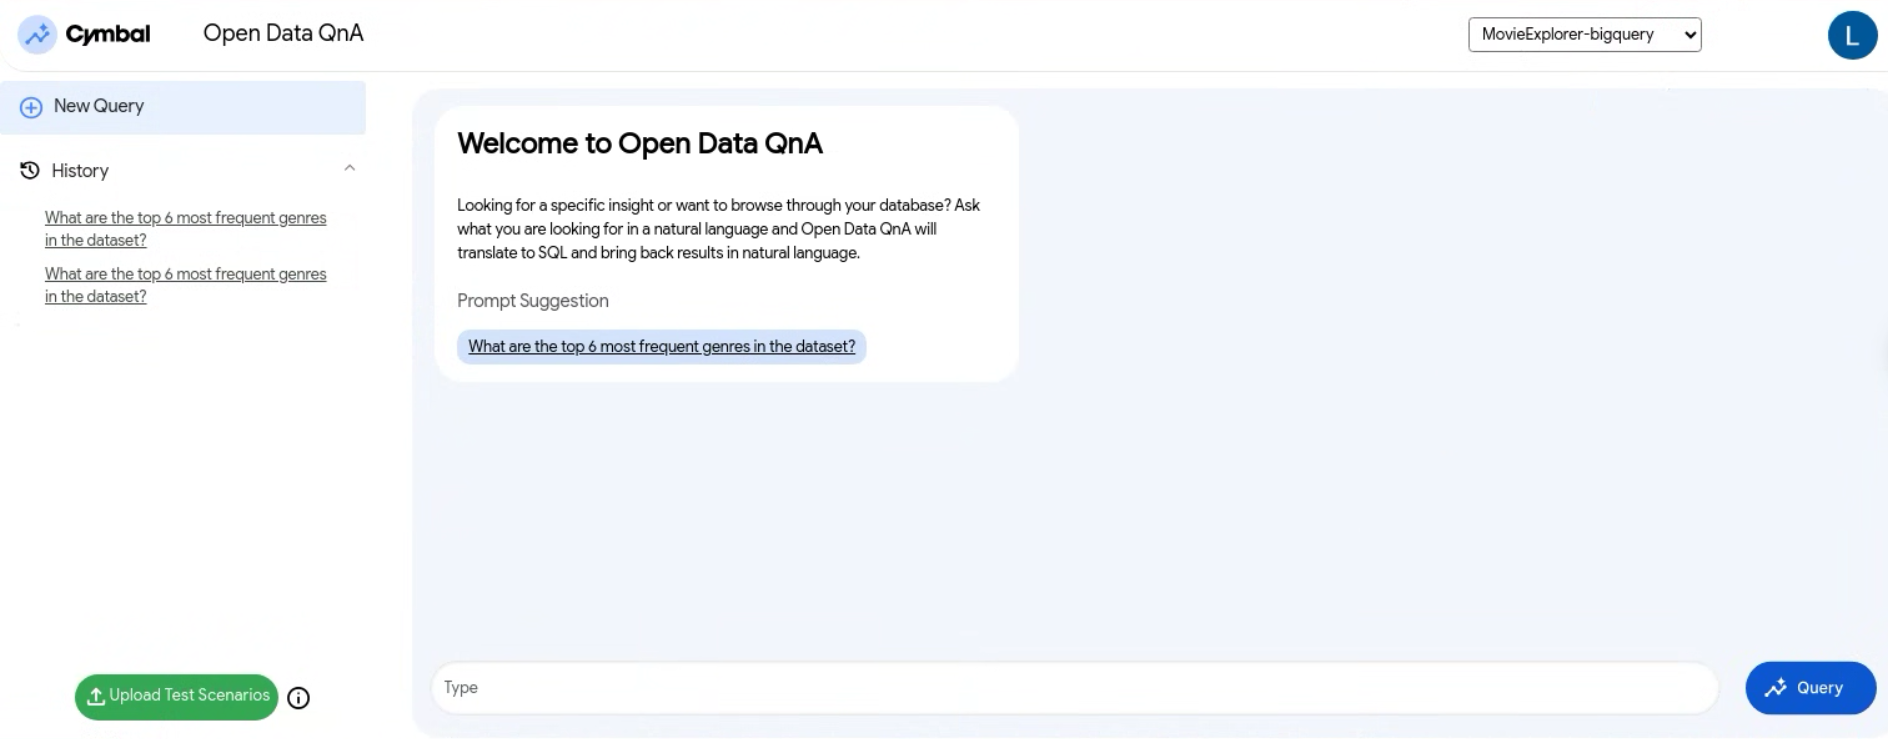 Cymbal
Open Data QnA
MovieExplorer-bigquery
L
New Query
History
What are the top 6 most frequent genres
in the dataset?
What are the top 6 most frequent genres
in the dataset?
Upload Test Scenarios
Welcome to Open Data QnA
Looking for a specific insight or want to browse through your database? Ask
what you are looking for in a natural language and Open Data QnA will
translate to SQL and bring back results in natural language.
Prompt Suggestion
What are the top 6 most frequent genres in the dataset?
Type
Query